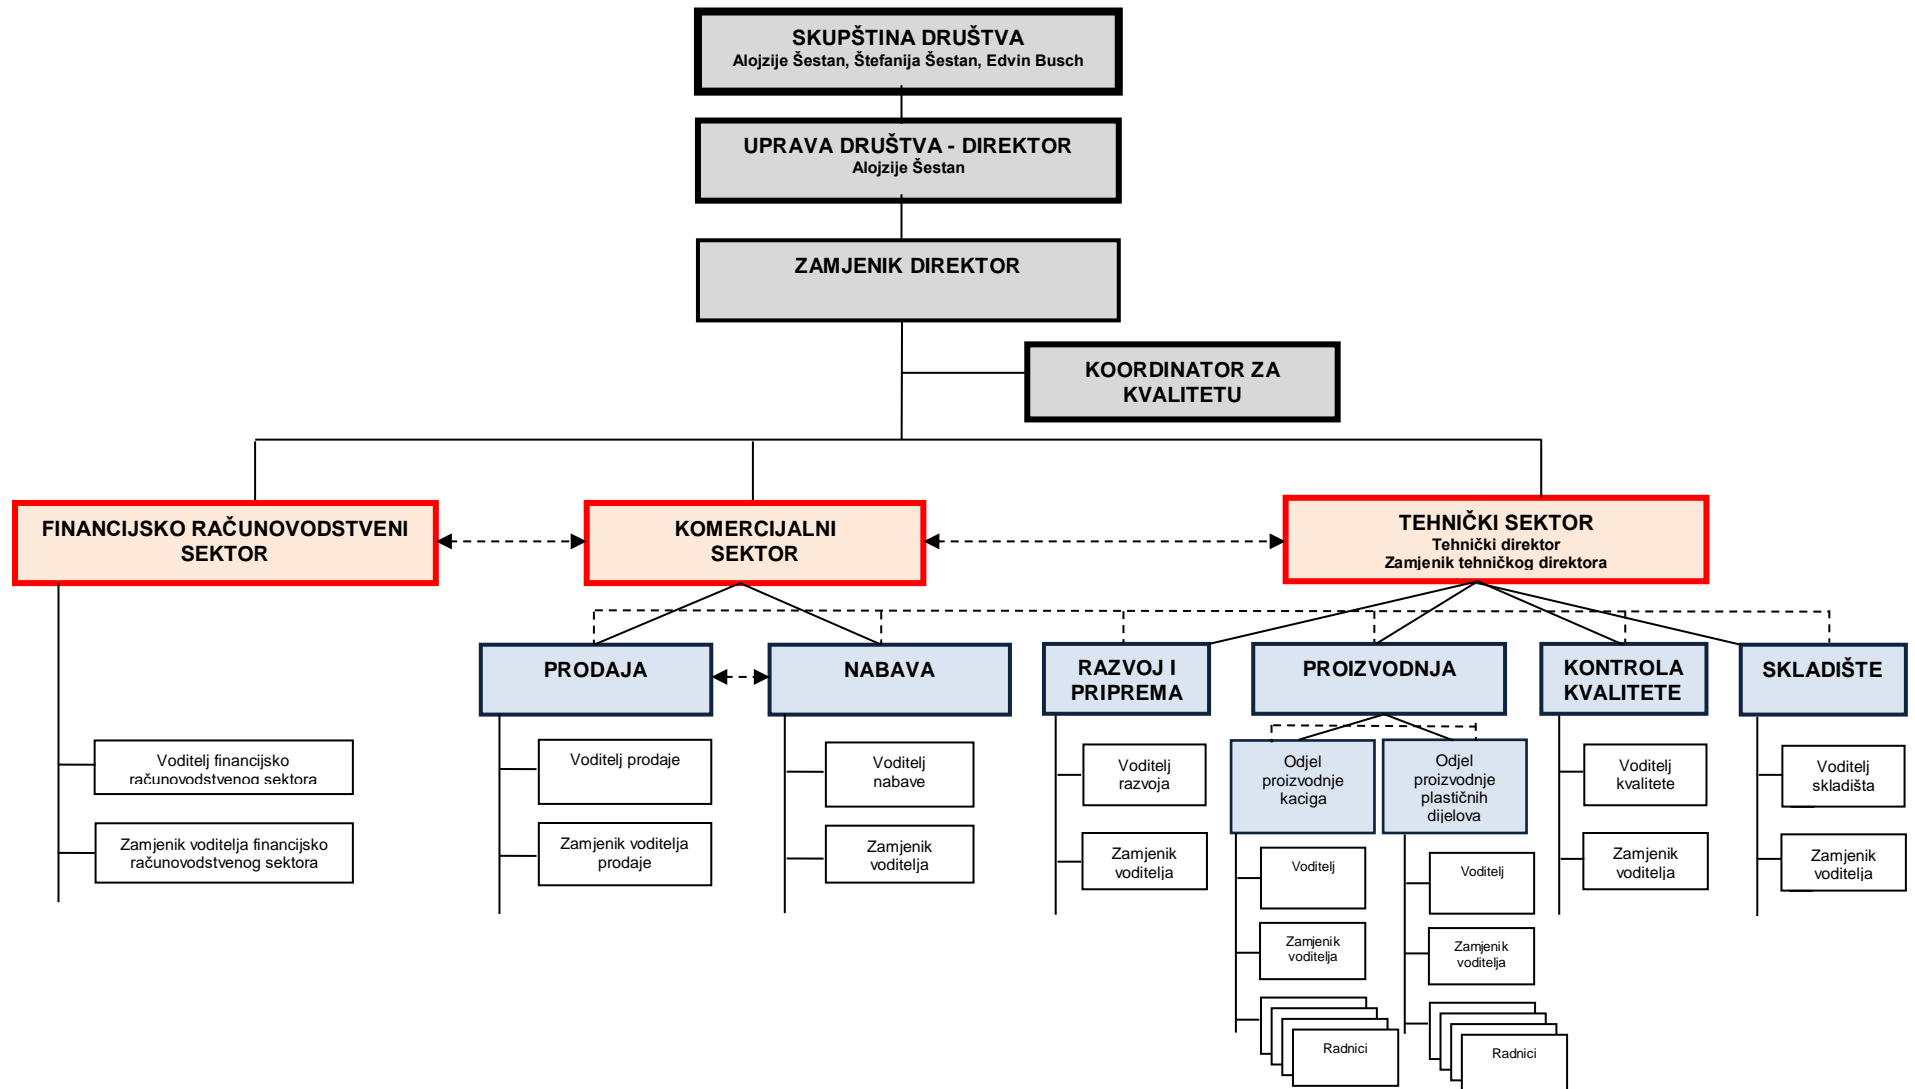 SKUPŠTINA DRUŠTVA
Alojzije Šestan, Štefanija Šestan, Edvin Busch
UPRAVA DRUŠTVA - DIREKTOR
Alojzije Šestan
ZAMJENIK DIREKTOR
KOORDINATOR ZA
KVALITETU
FINANCIJSKO RAČUNOVODSTVENI
SEKTOR
KOMERCIJALNI
SEKTOR
TEHNIČKI SEKTOR
Tehnički direktor
Zamjenik tehničkog direktora
PRODAJA
NABAVA
RAZVOJ I
PRIPREMA
PROIZVODNJA
KONTROLA
KVALITETE
SKLADIŠTE
Voditelj financijsko
računovodstvenog sektora
Zamjenik voditelja financijsko
računovodstvenog sektora
Voditelj prodaje
Zamjenik voditelja
prodaje
Voditelj
nabave
Zamjenik
voditelja
Voditelj
razvoja
Zamjenik
voditelja
Odjel
proizvodnje
kaciga
Voditelj
Zamjenik
voditelja
Radnici
Odjel
proizvodnje
plastičnih
dijelova
Voditelj
Zamjenik
voditelja
Radnici
Voditelj
kvalitete
Zamjenik
voditelja
Voditelj
skladišta
Zamjenik
voditelja